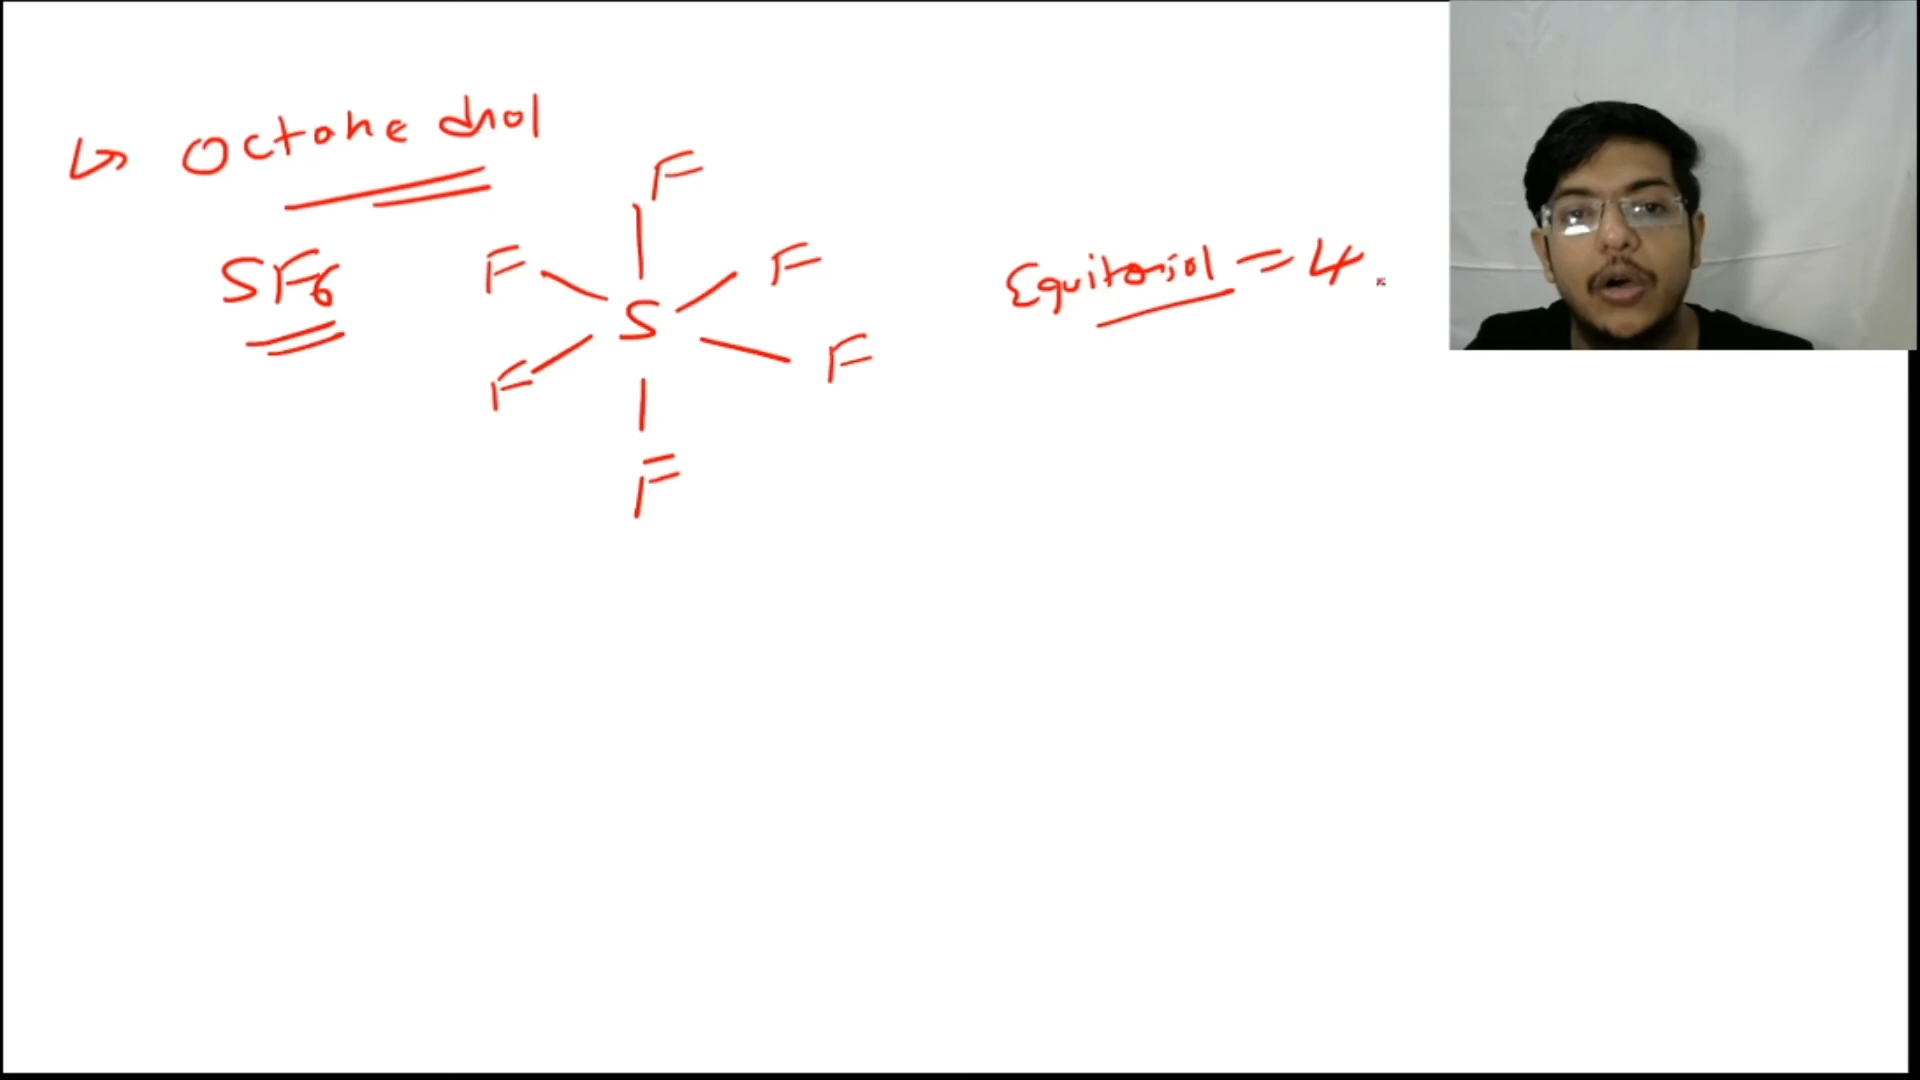 ↳ Octahedral
SF6
F
F F
S
F F
F
Equitorial = 4